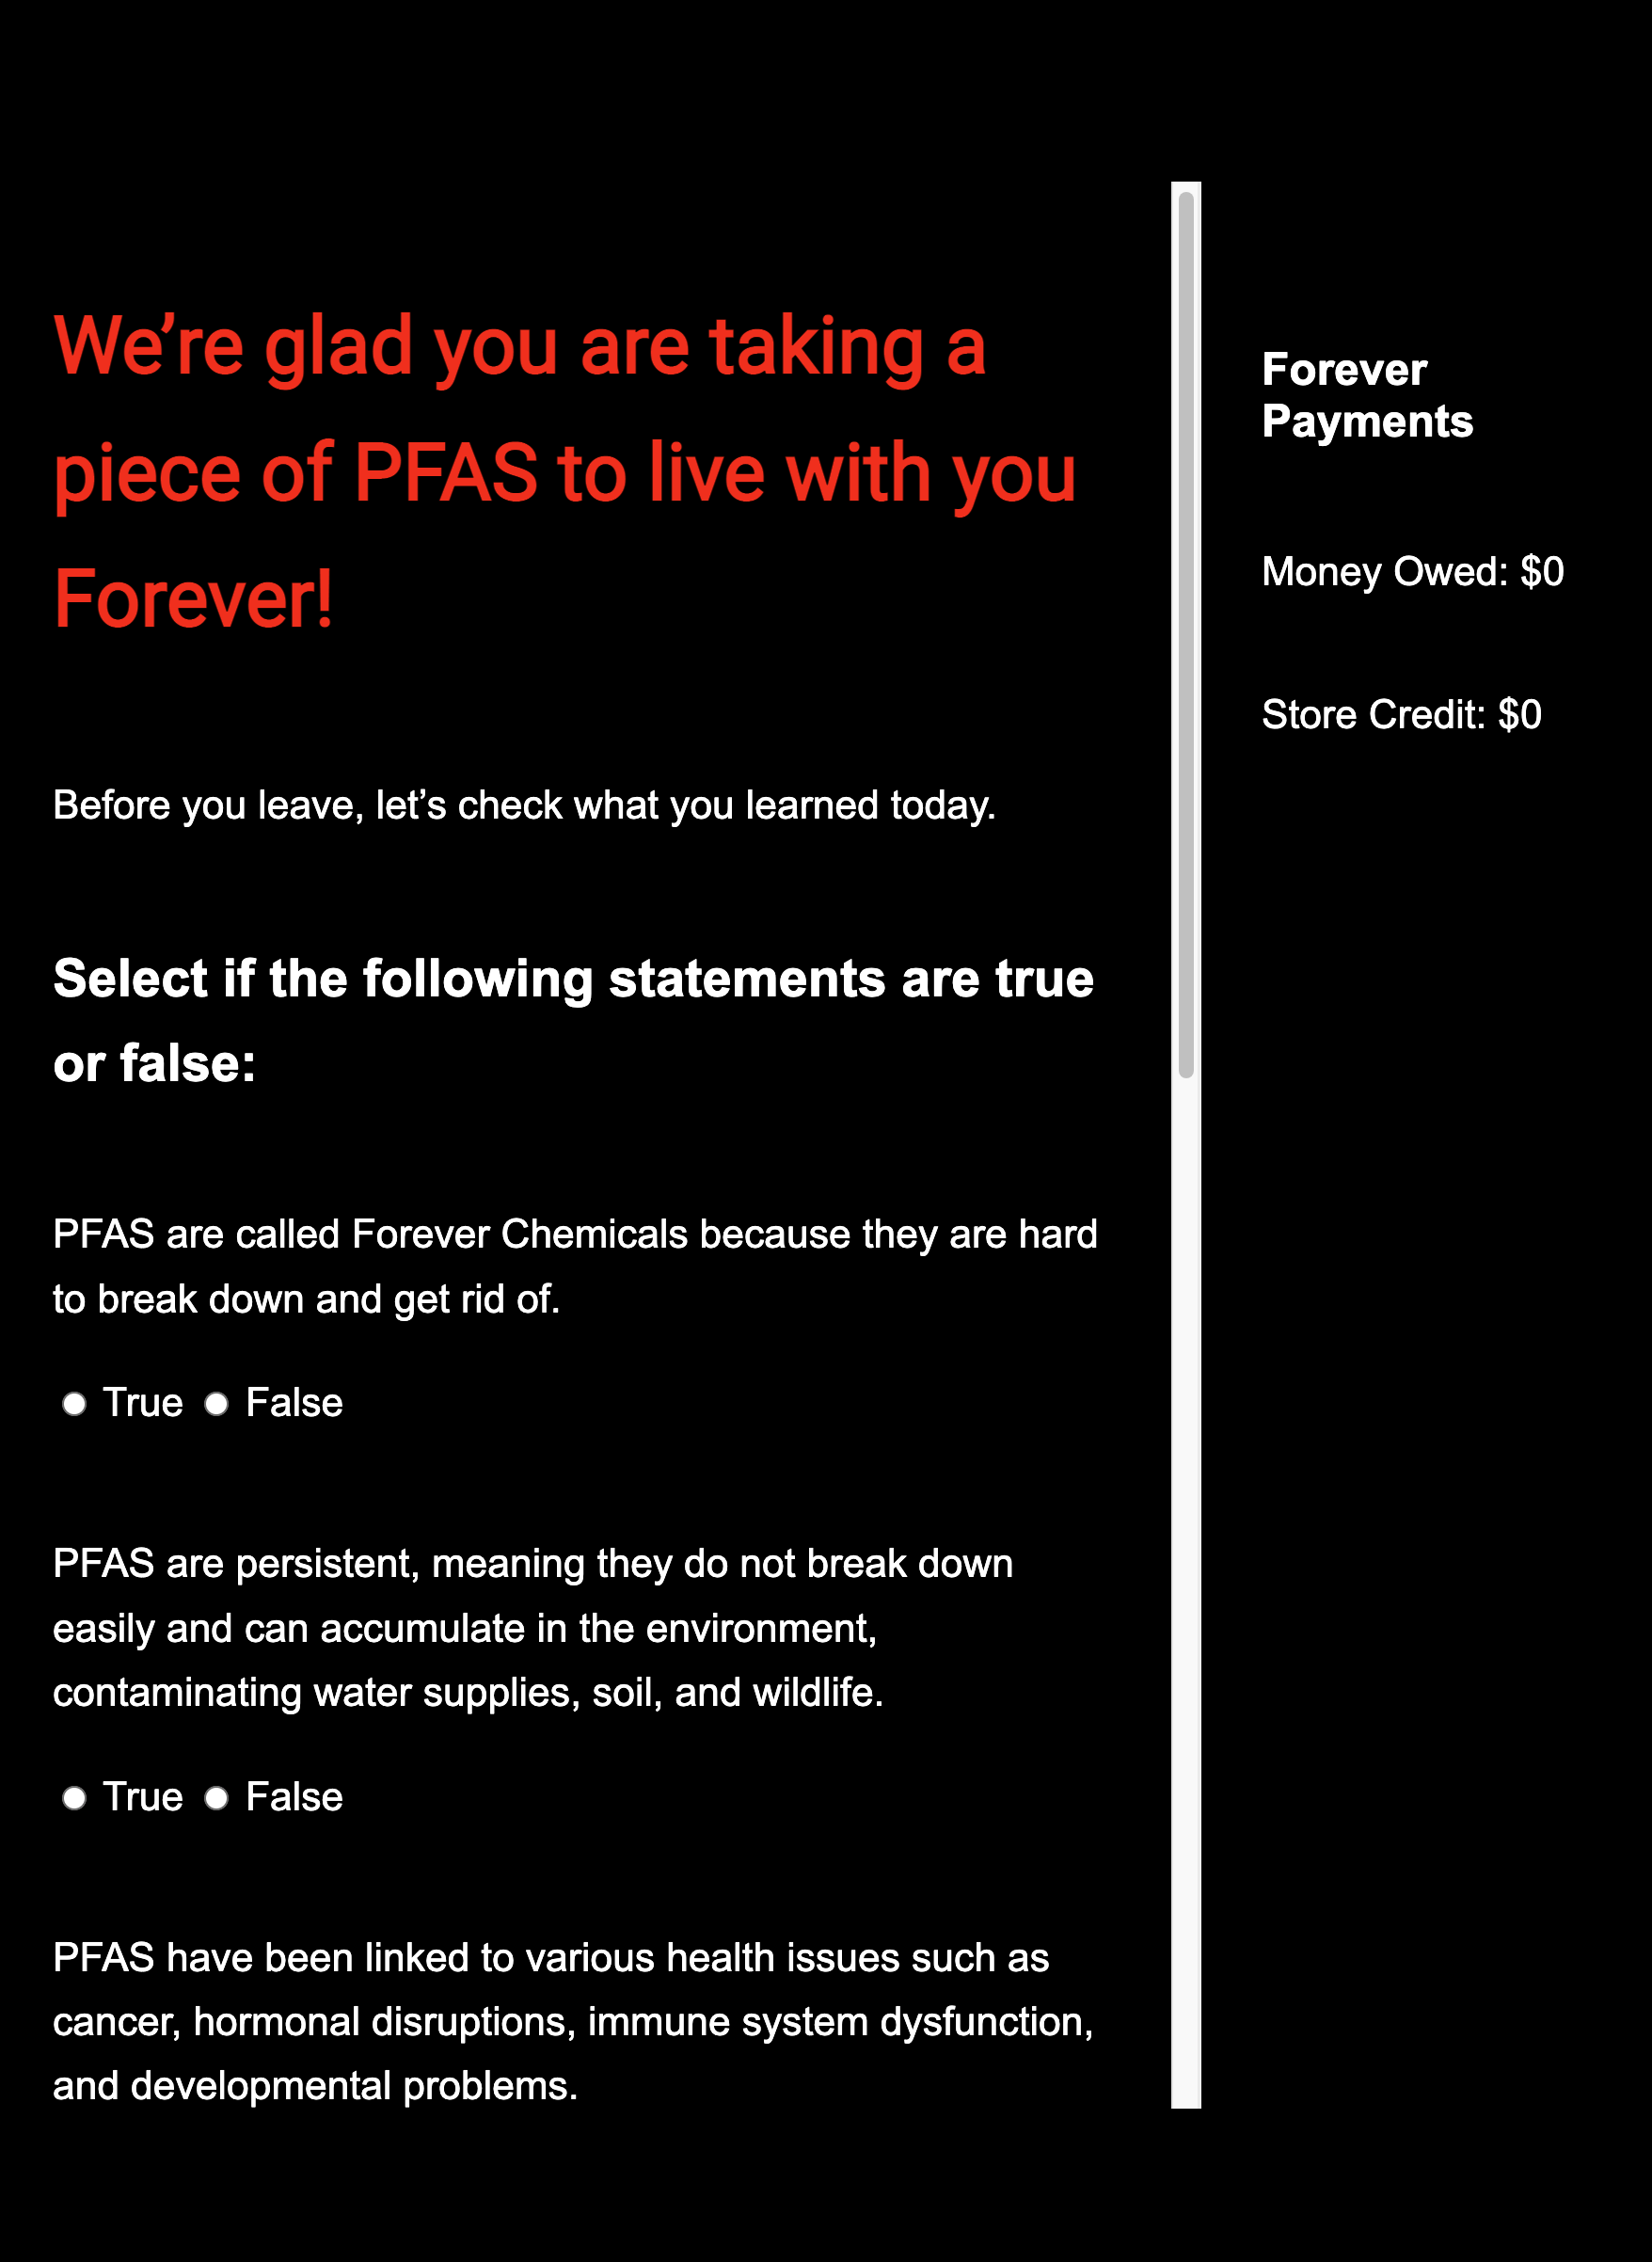 We’re glad you are taking a
piece of PFAS to live with you
Forever!
Before you leave, let’s check what you learned today.
Select if the following statements are true
or false:
PFAS are called Forever Chemicals because they are hard
to break down and get rid of.
True False
PFAS are persistent, meaning they do not break down
easily and can accumulate in the environment,
contaminating water supplies, soil, and wildlife.
True False
PFAS have been linked to various health issues such as
cancer, hormonal disruptions, immune system dysfunction,
and developmental problems.
Forever
Payments
Money Owed: $0
Store Credit: $0